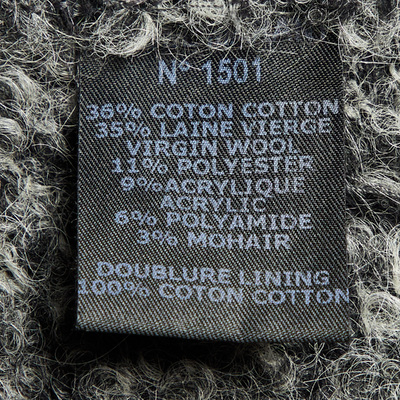 N° 1501
36% COTON COTTON
35% LAINE VIERGE
VIRGIN WOOL
11% POLYESTER
9%ACRYLIQUE
ACRYLIC
6% POLYAMIDE
3% MOHAIR
DOUBLURE LINING
100% COTON COTTON